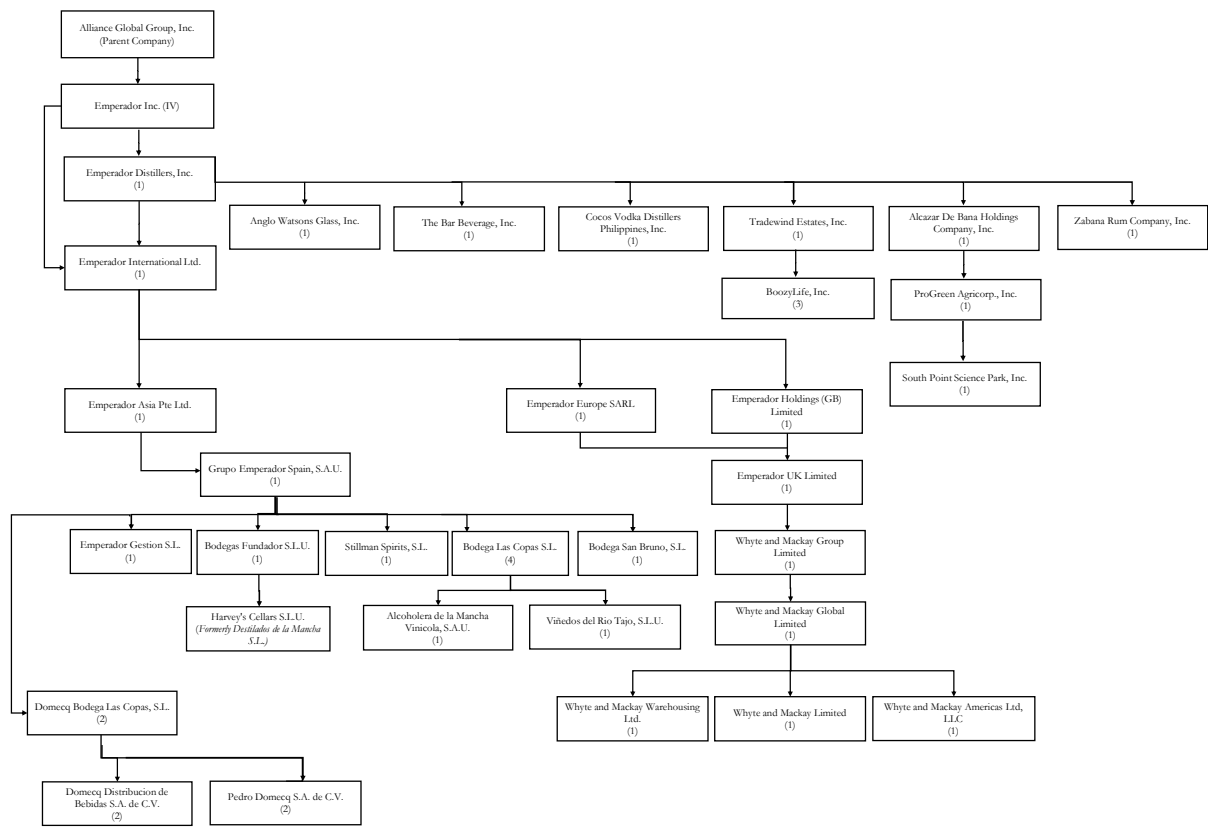 Alliance Global Group, Inc.
(Parent Company)
Emperador Inc. (IV)
Emperador Distillers, Inc.
(1)
Anglo Watsons Glass, Inc.
(1)
The Bar Beverage, Inc.
(1)
Cocos Vodka Distillers
Philippines, Inc.
(1)
Tradewind Estates, Inc.
(1)
Alcazar De Bana Holdings
Company, Inc.
(1)
Zabana Rum Company, Inc.
(1)
Emperador International Ltd.
(1)
BoozyLife, Inc.
(3)
ProGreen Agricorp., Inc.
(1)
South Point Science Park, Inc.
(1)
Emperador Asia Pte Ltd.
(1)
Emperador Europe SARL
(1)
Emperador Holdings (GB)
Limited
(1)
Grupo Emperador Spain, S.A.U.
(1)
Emperador UK Limited
(1)
Emperador Gestion S.L.
(1)
Bodegas Fundador S.L.U.
(1)
Stillman Spirits, S.L.
(1)
Bodega Las Copas S.L.
(4)
Bodega San Bruno, S.L.
(1)
Whyte and Mackay Group
Limited
(1)
Harvey's Cellars S.L.U.
(Formerly Destilados de la Mancha
S.L.)
Alcoholera de la Mancha
Vinicola, S.A.U.
(1)
Viñedos del Rio Tajo, S.L.U.
(1)
Whyte and Mackay Global
Limited
(1)
Domecq Bodega Las Copas, S.L.
(2)
Whyte and Mackay Warehousing
Ltd.
(1)
Whyte and Mackay Limited
(1)
Whyte and Mackay Americas Ltd,
LLC
(1)
Domecq Distribucion de
Bebidas S.A. de C.V.
(2)
Pedro Domecq S.A. de C.V.
(2)